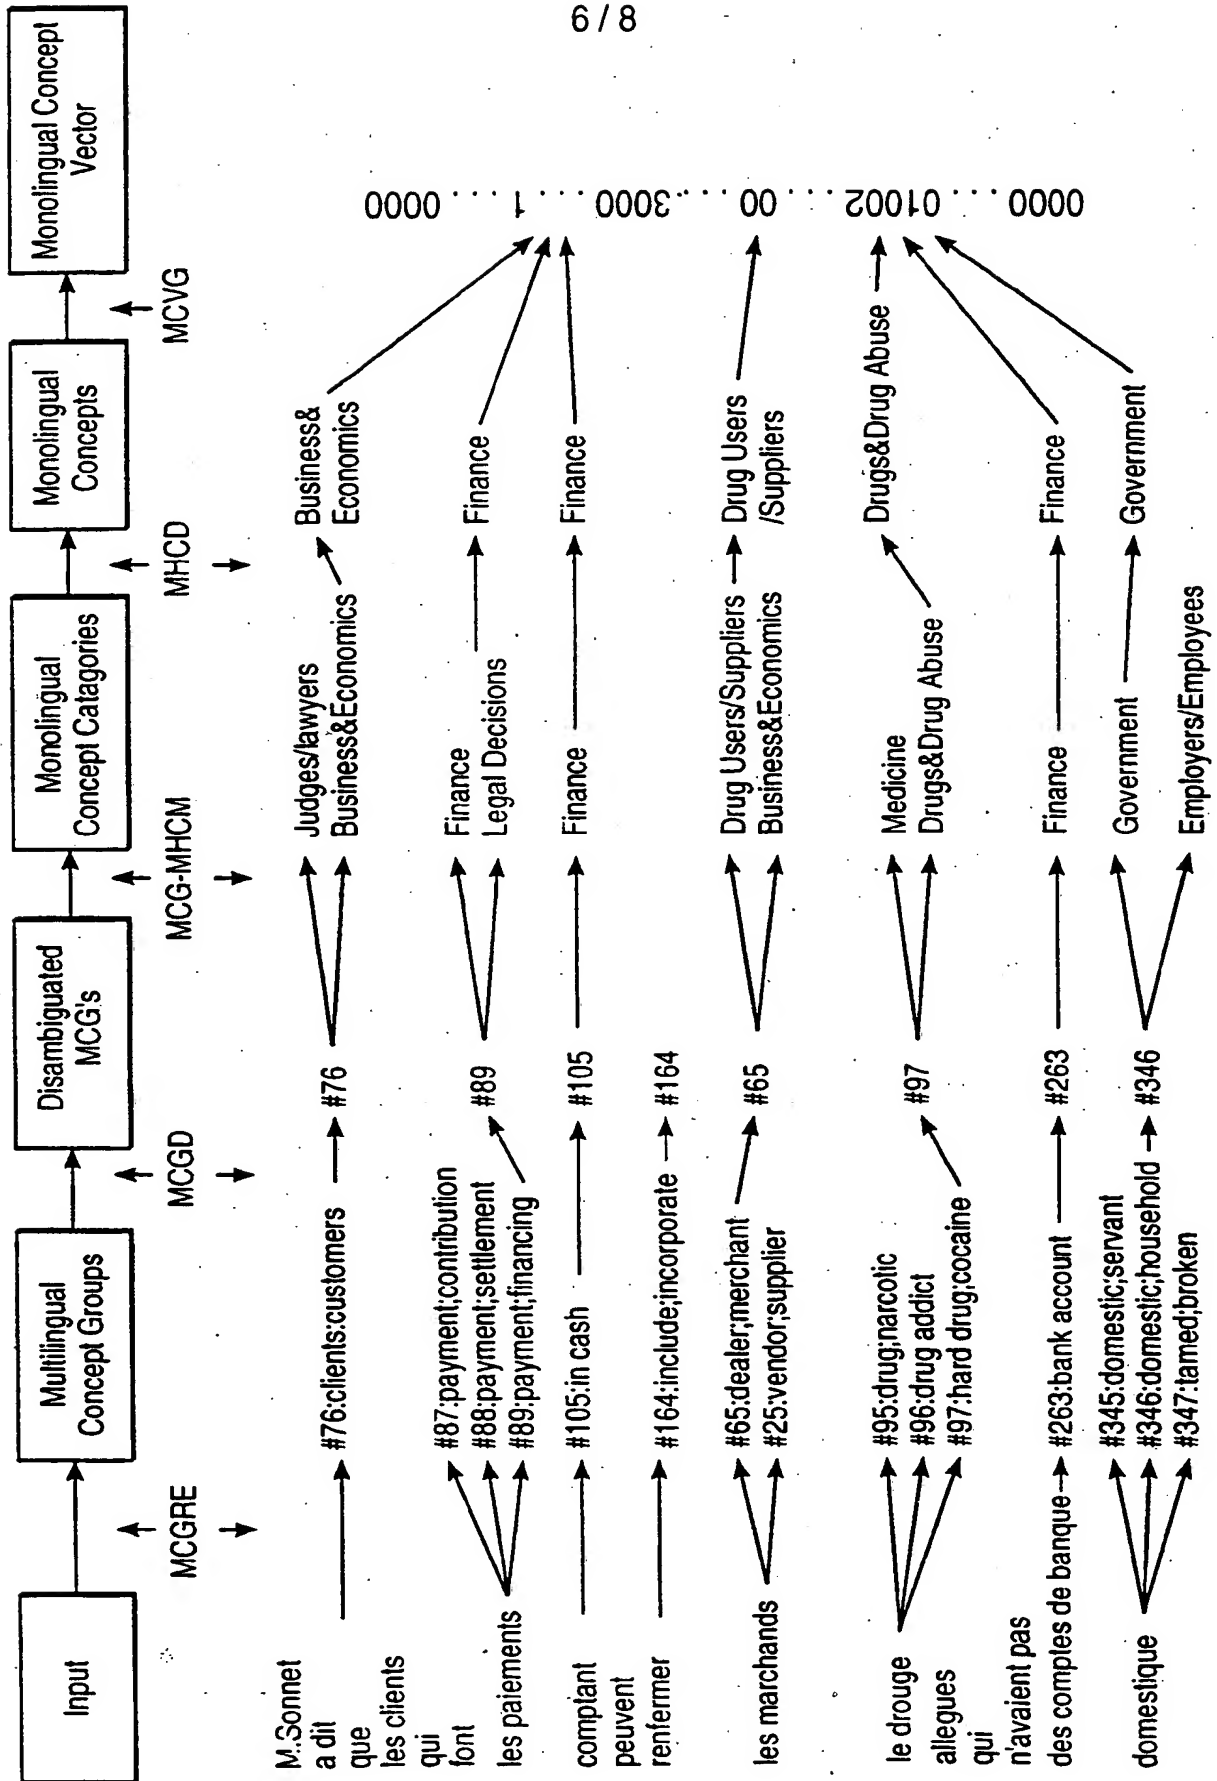 8 / 9
Input
Multilingual
Concept Groups
Disambiguated
MCG's
Monolingual
Concept Catagories
Monolingual
Concepts
Monolingual Concept
Vector
MCGRE
MCGD
MCG-MHCM
MHCD
MCVG
M.Sonnet
a dit
que
les clients
qui
font
les paiements
comptant
peuvent
renfermer
les marchands
le drouge
allegues
qui
n'avaient pas
des comptes de banque
domestique
#76:clients:customers
#87:payment;contribution
#88:payment;settlement
#89:payment;financing
#105:in cash
#164:include;incorporate
#65:dealer;merchant
#25:vendor;supplier
#95:drug;narcotic
#96:drug addict
#97:hard drug;cocaine
#263:bank account
#345:domestic;servant
#346:domestic;household
#347:tamed;broken
#76
#89
#105
#164
#65
#97
#263
#346
Judges/lawyers
Business&Economics
Finance
Legal Decisions
Finance
Drug Users/Suppliers
Business&Economics
Medicine
Drugs&Drug Abuse
Finance
Government
Employers/Employees
Business&
Economics
Finance
Finance
Drug Users
/Suppliers
Drugs&Drug Abuse
Finance
Government
0000 . . . . 1 . . . . 3000 . . . . 00 . . . . 2001002 . . . . 0000